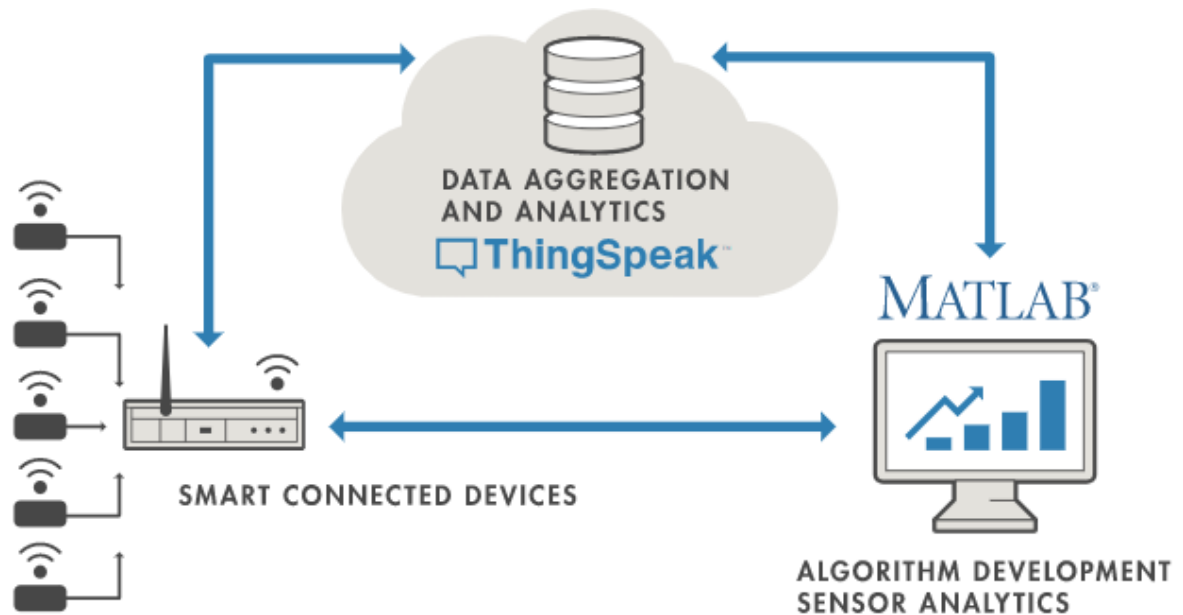 DATA AGGREGATION
AND ANALYTICS
ThingSpeak™
MATLAB®
SMART CONNECTED DEVICES
ALGORITHM DEVELOPMENT
SENSOR ANALYTICS